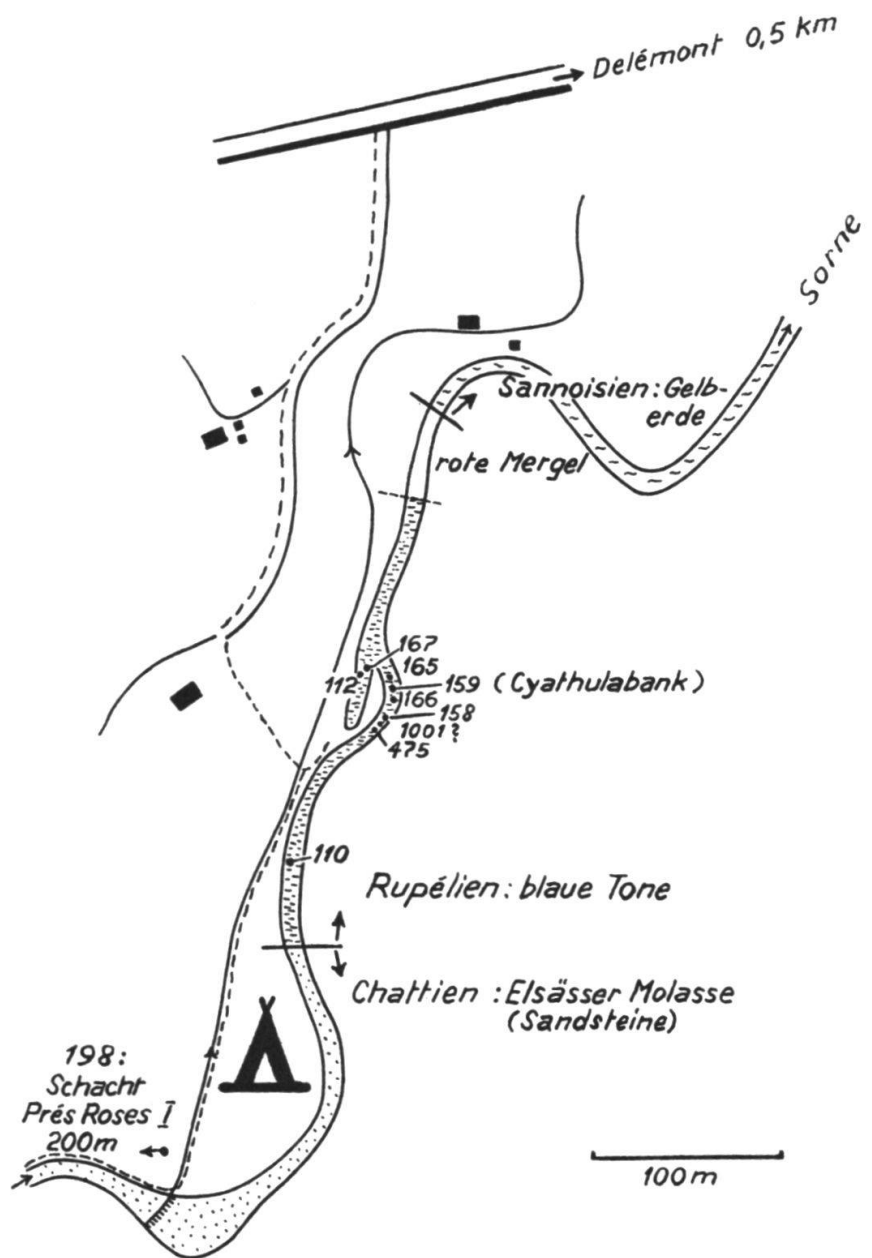 Delémont 0,5 km
Sorne
Sannoisien: Gelb-
erde
rote Mergel
167
165
112
159 (Cyathulabank)
166
158
1001?
475
110
Rupélien: blaue Tone
Chattien: Elsässer Molasse
(Sandsteine)
198:
Schacht
Prés Roses I
200m
100m